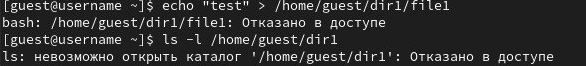 [guest@username ~]$ echo "test" > /home/guest/dir1/file1
bash: /home/guest/dir1/file1: Отказано в доступе
[guest@username ~]$ ls -l /home/guest/dir1
ls: невозможно открыть каталог '/home/guest/dir1': Отказано в доступе